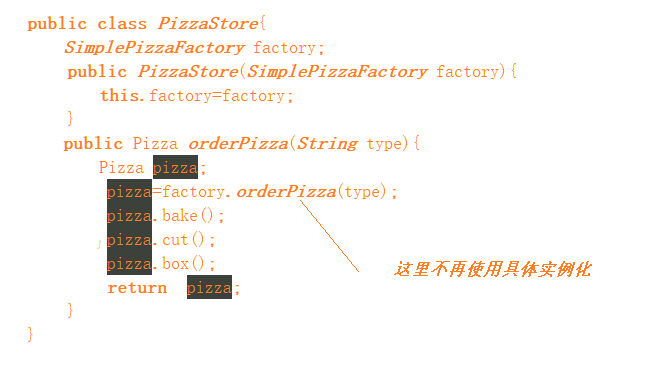 public class PizzaStore{
SimplePizzaFactory factory;
public PizzaStore(SimplePizzaFactory factory){
this.factory=factory;
}
public Pizza orderPizza(String type){
Pizza pizza;
pizza=factory.orderPizza(type);
pizza.bake();
pizza.cut();
pizza.box();
这里不再使用具体实例化
return pizza;
}
}